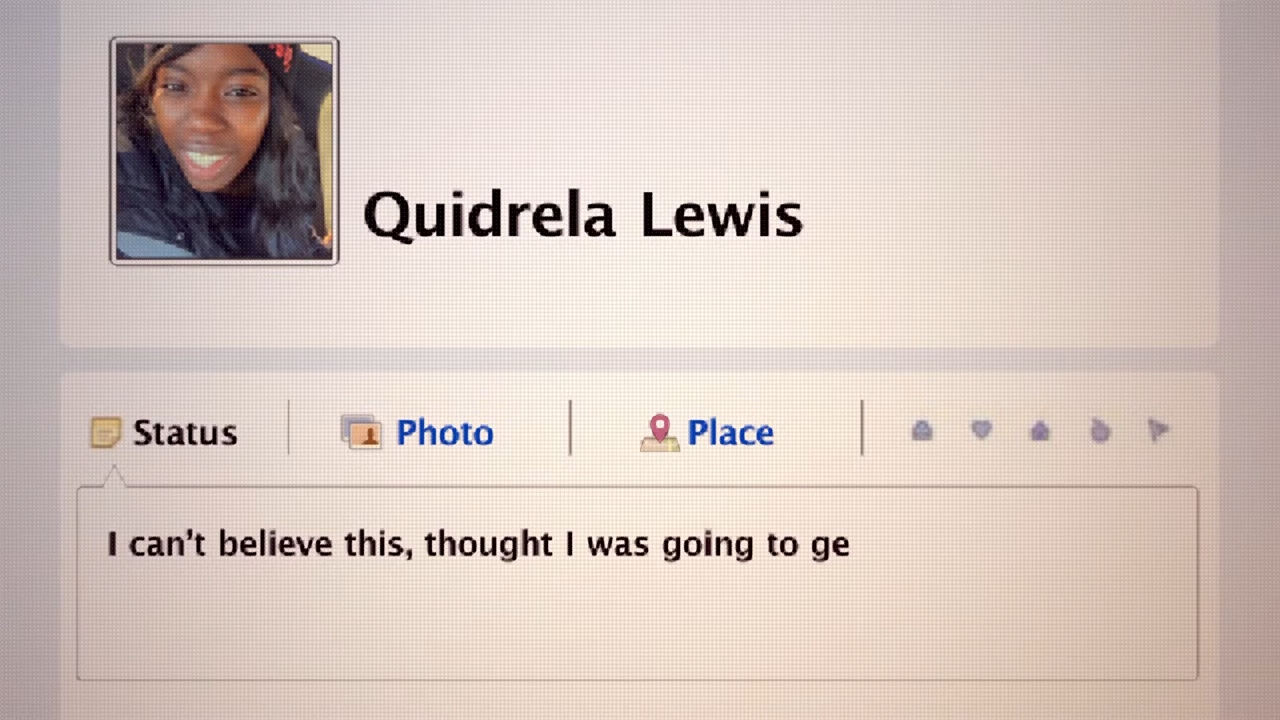 Quidrela Lewis
Status Photo Place
I can't believe this, thought I was going to ge